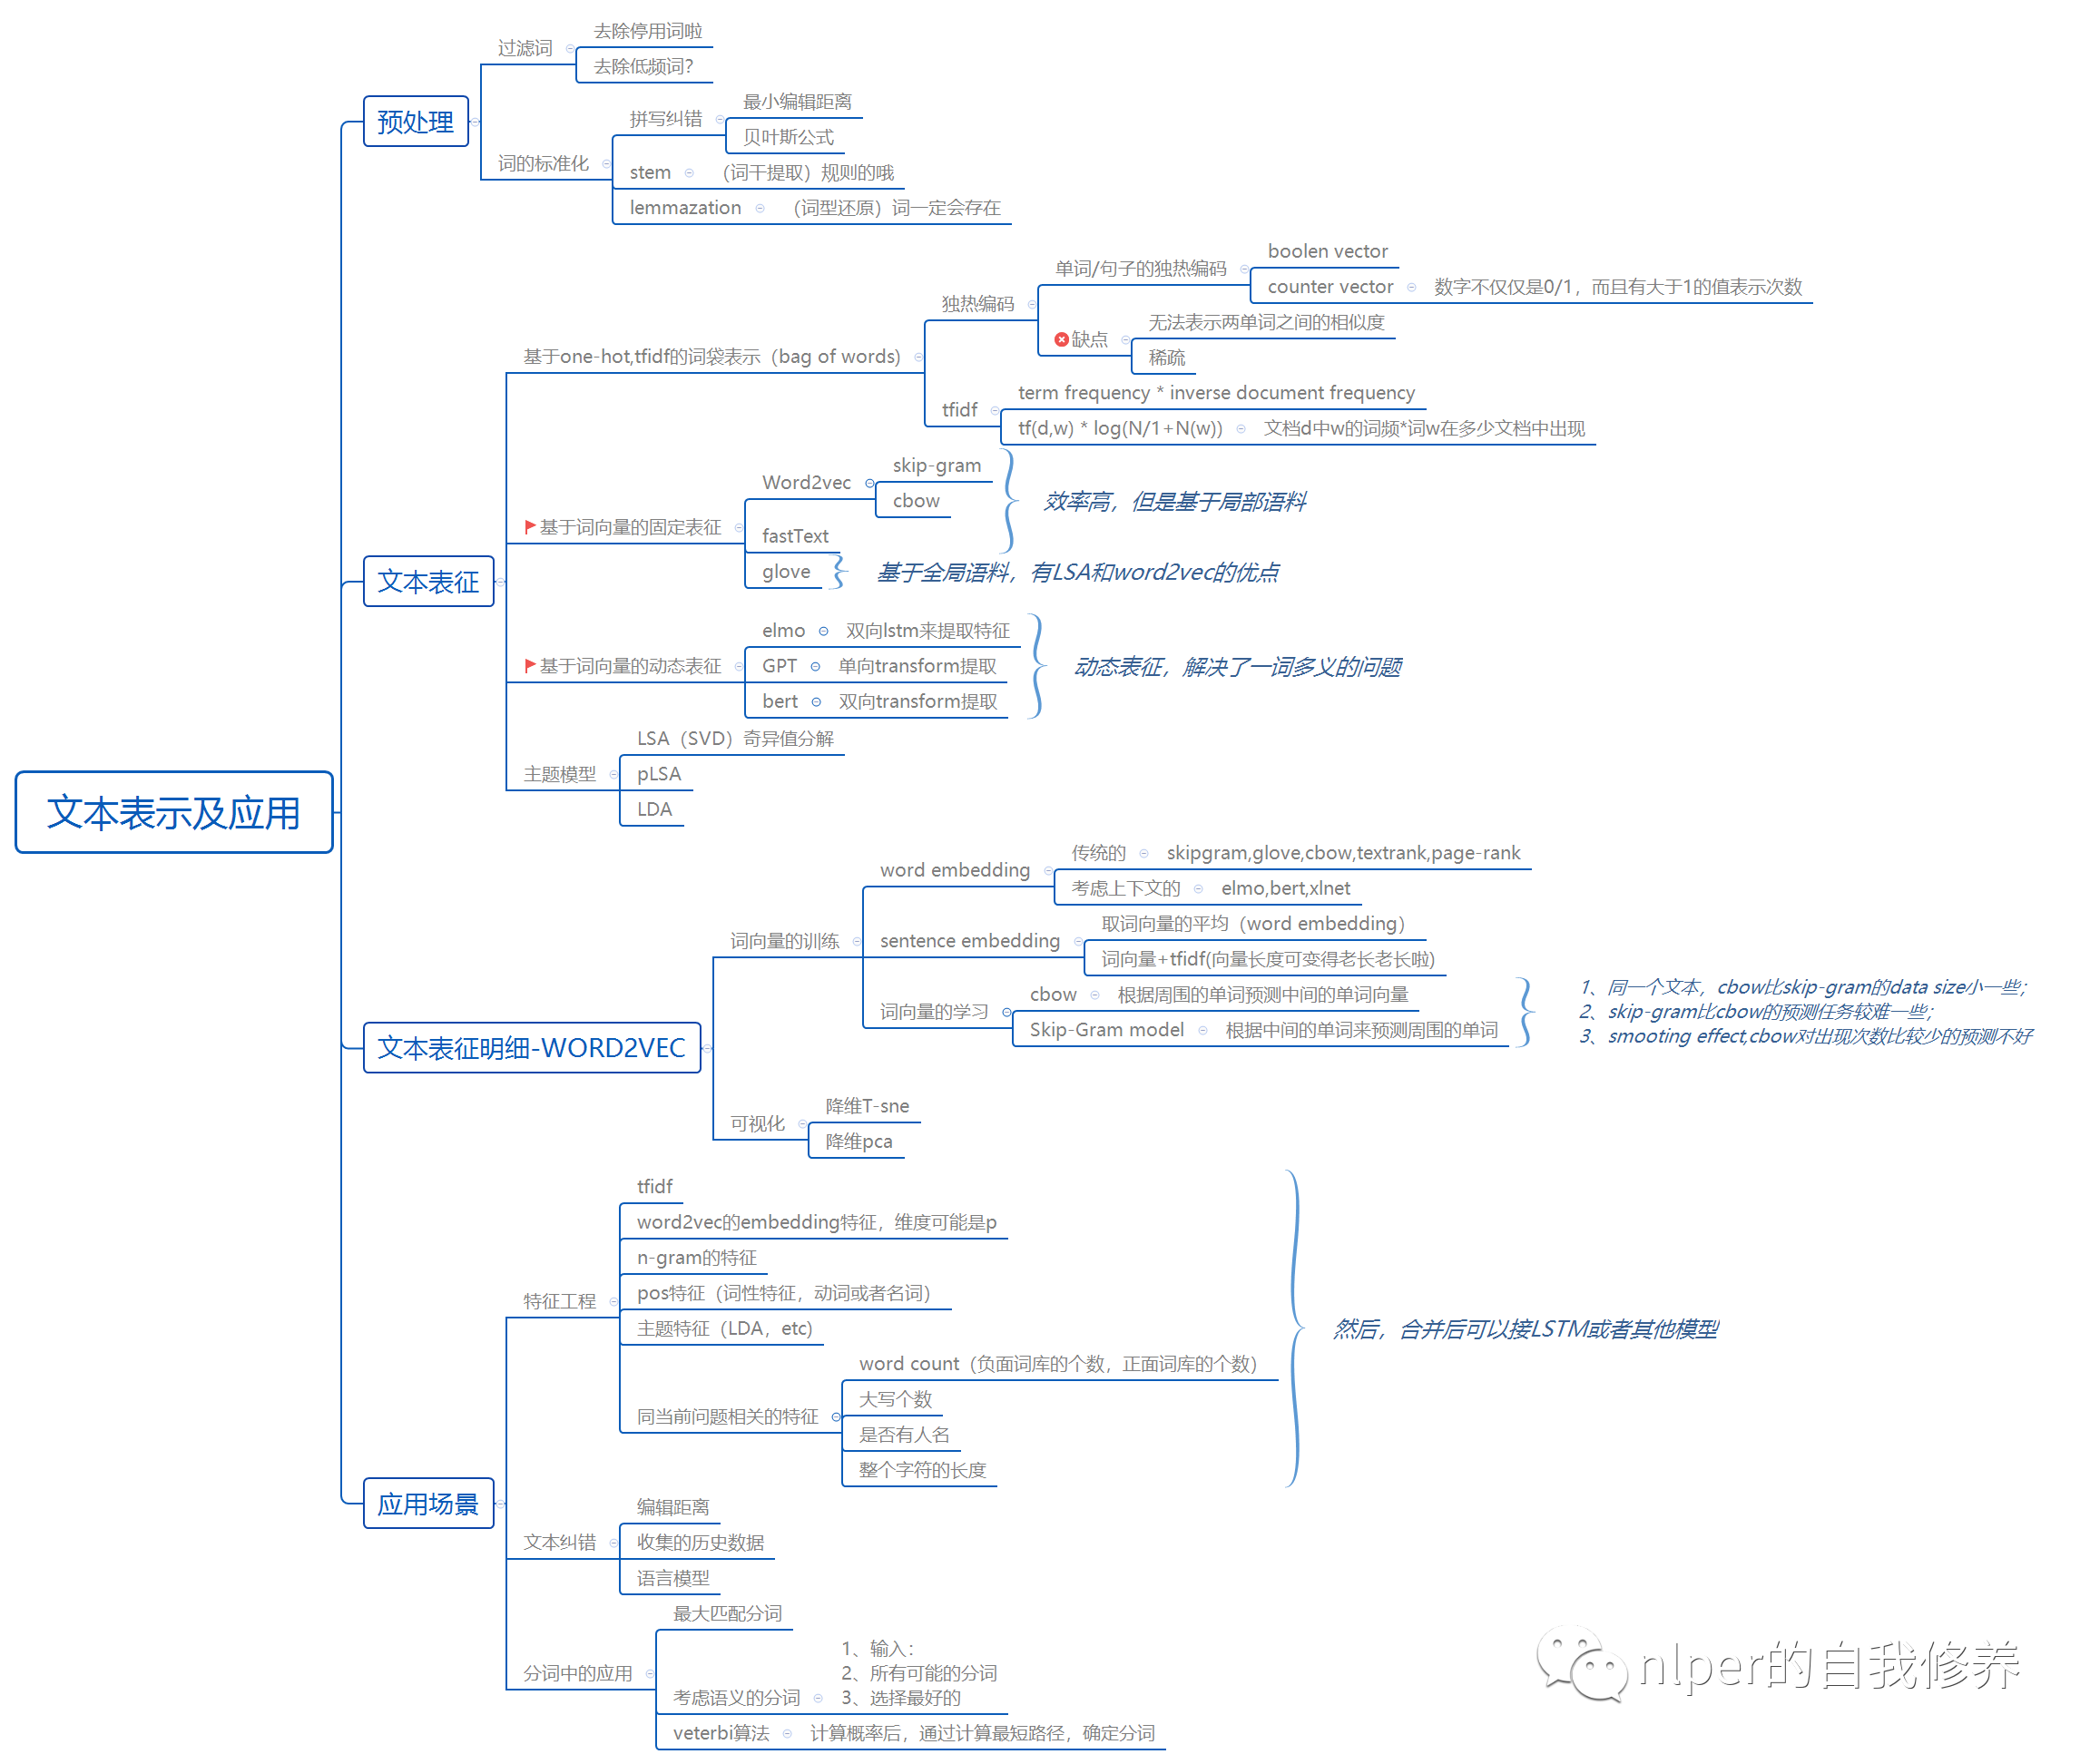 文本表示及应用
预处理
过滤词
去除停用词啦
去除低频词?
词的标准化
拼写纠错
最小编辑距离
贝叶斯公式
stem
（词干提取）规则的哦
lemmazation
（词型还原）词一定会存在
文本表征
基于one-hot,tfidf的词袋表示（bag of words)
独热编码
单词/句子的独热编码
boolen vector
counter vector
数字不仅仅是0/1，而且有大于1的值表示次数
缺点
无法表示两单词之间的相似度
稀疏
tfidf
term frequency * inverse document frequency
tf(d,w) * log(N/1+N(w))
文档d中w的词频*词w在多少文档中出现
基于词向量的固定表征
Word2vec
skip-gram
cbow
fastText
效率高，但是基于局部语料
glove
基于全局语料，有LSA和word2vec的优点
基于词向量的动态表征
elmo
双向lstm来提取特征
GPT
单向transform提取
bert
双向transform提取
动态表征，解决了一词多义的问题
主题模型
LSA（SVD）奇异值分解
pLSA
LDA
文本表征明细-WORD2VEC
词向量的训练
word embedding
传统的
skipgram,glove,cbow,textrank,page-rank
考虑上下文的
elmo,bert,xlnet
sentence embedding
取词向量的平均（word embedding）
词向量+tfidf(向量长度可变得老长老长啦)
词向量的学习
cbow
根据周围的单词预测中间的单词向量
Skip-Gram model
根据中间的单词来预测周围的单词
1、同一个文本，cbow比skip-gram的data size小一些；
2、skip-gram比cbow的预测任务较难一些；
3、smooting effect,cbow对出现次数比较少的预测不好
可视化
降维T-sne
降维pca
应用场景
特征工程
tfidf
word2vec的embedding特征，维度可能是p
n-gram的特征
pos特征（词性特征，动词或者名词）
主题特征（LDA，etc)
同当前问题相关的特征
word count（负面词库的个数，正面词库的个数）
大写个数
是否有人名
整个字符的长度
然后，合并后可以接LSTM或者其他模型
文本纠错
编辑距离
收集的历史数据
语言模型
分词中的应用
最大匹配分词
考虑语义的分词
1、输入：
2、所有可能的分词
3、选择最好的
veterbi算法
计算概率后，通过计算最短路径，确定分词
nlper的自我修养